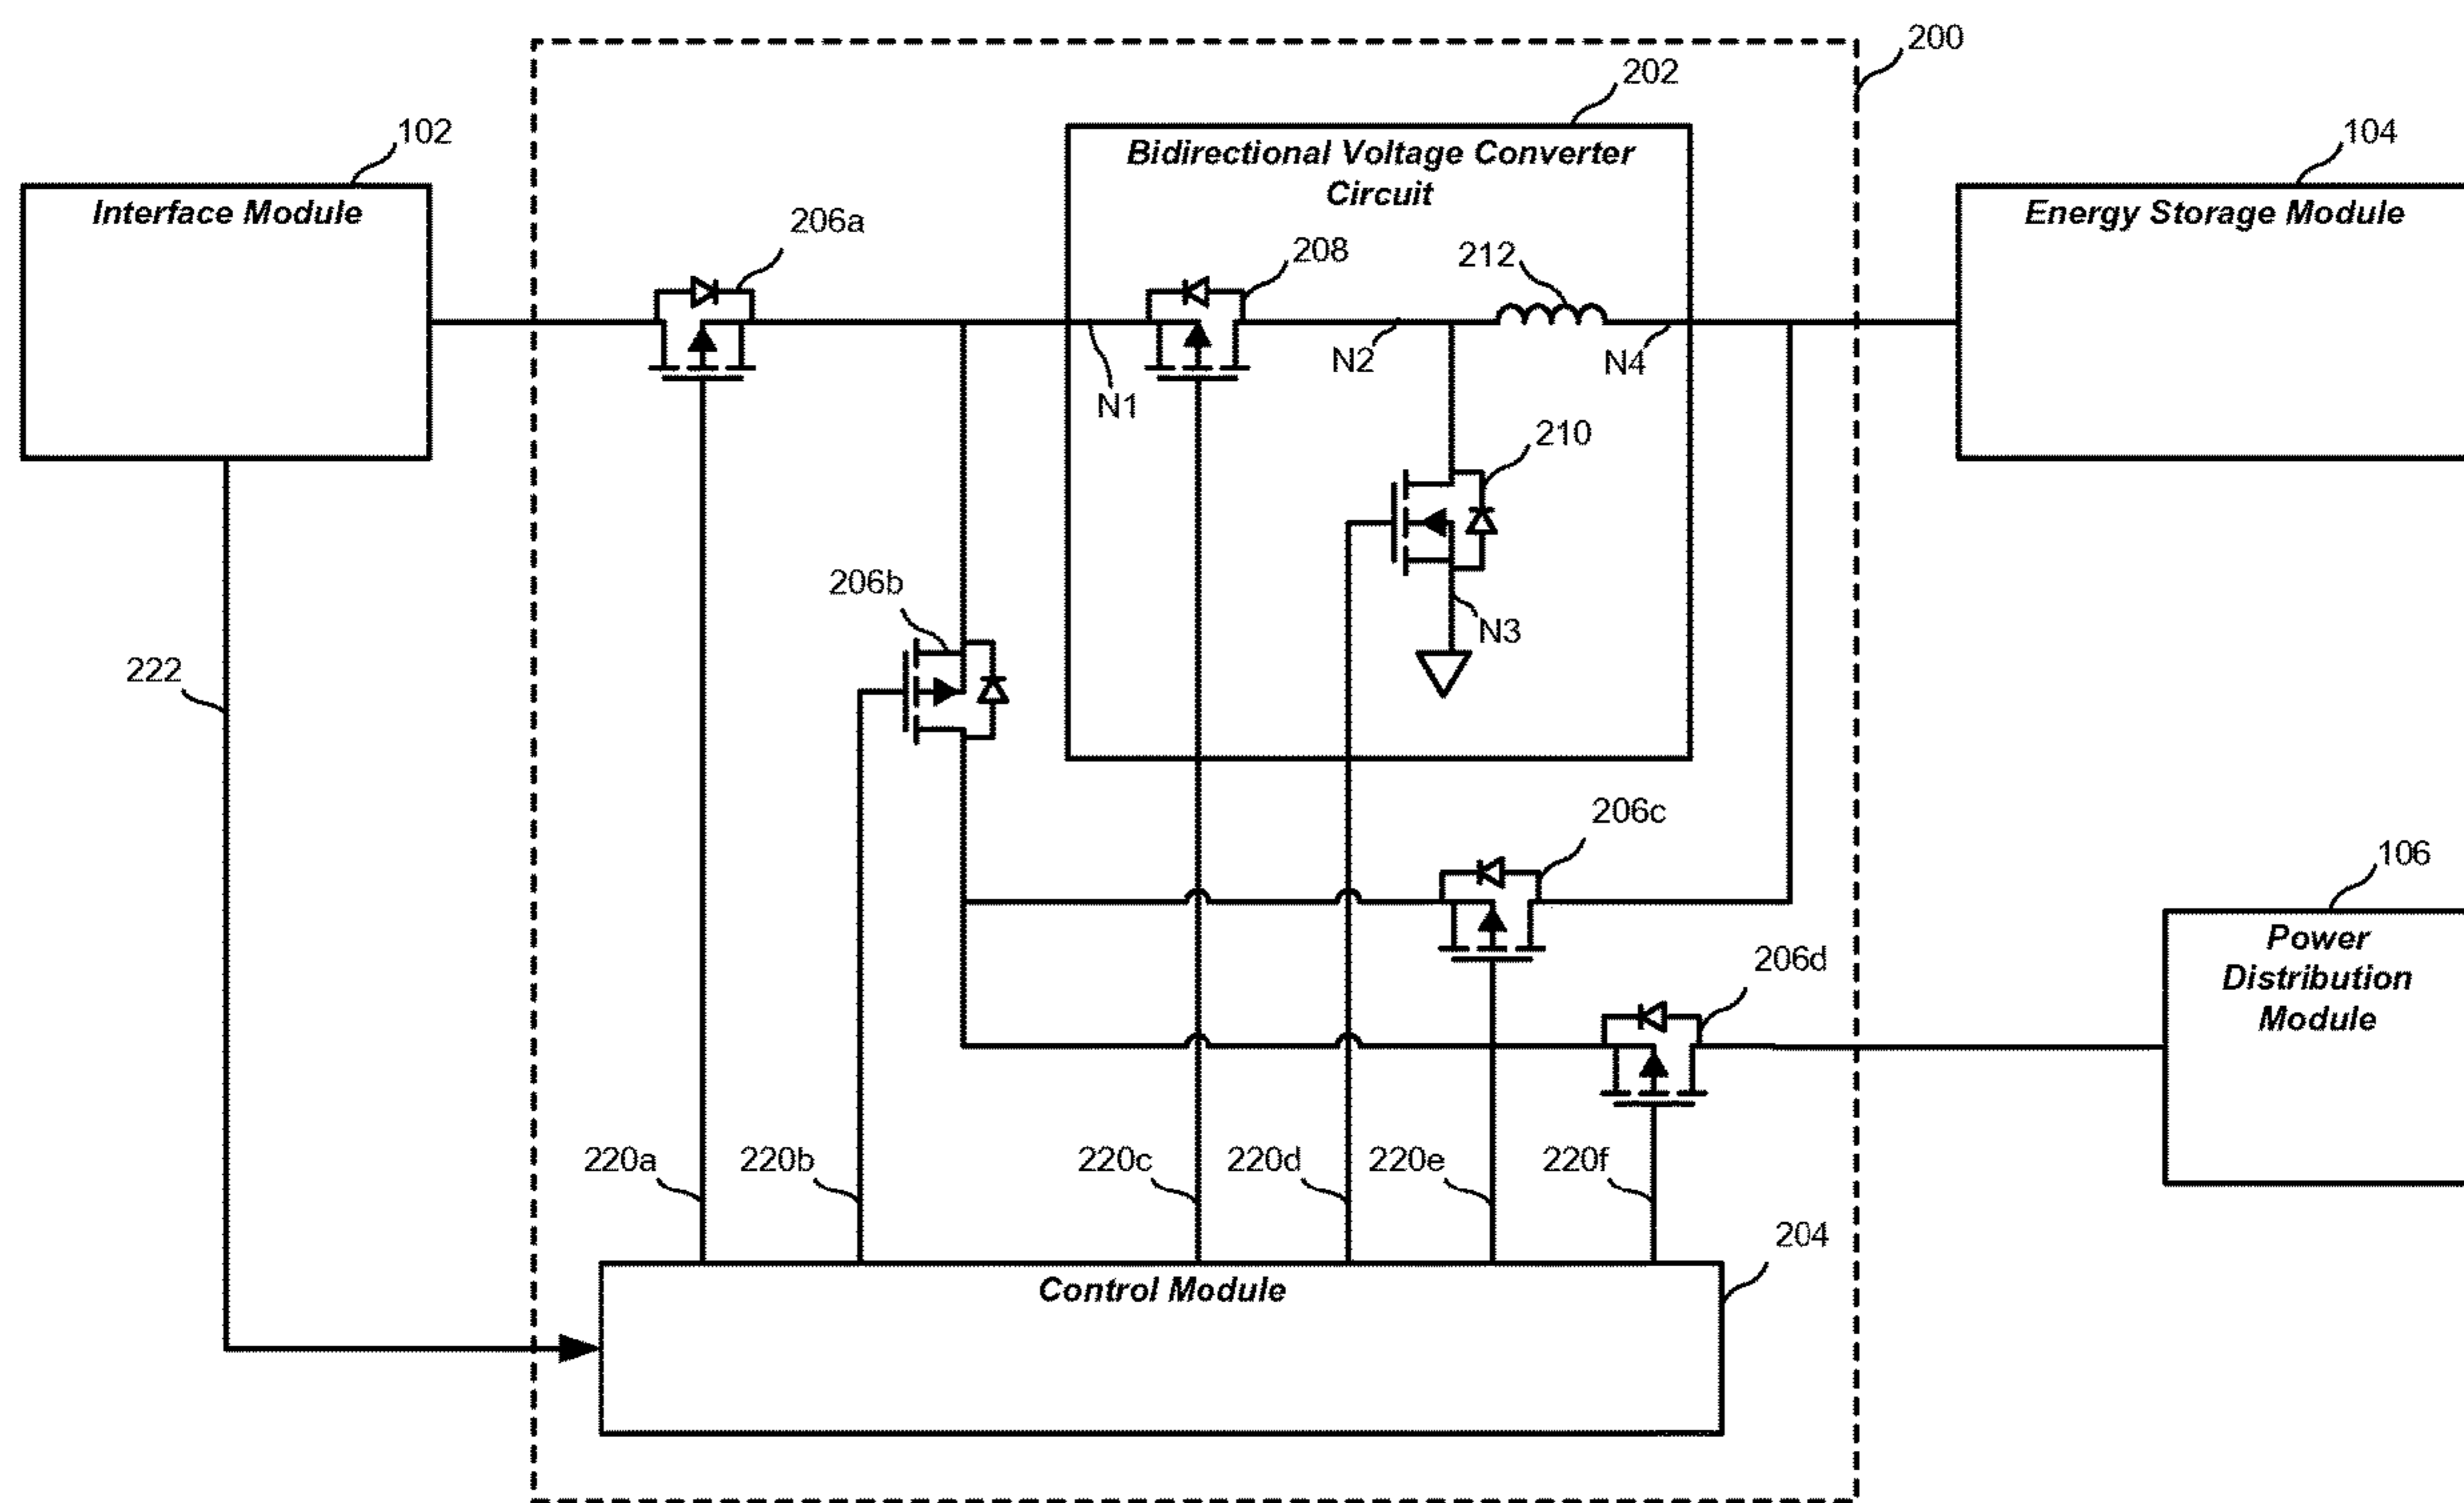 200
202
102
Bidirectional Voltage Converter
Circuit
104
Interface Module
206a
208
212
Energy Storage Module
N1
N2
N4
210
206b
N3
222
206c
106
206d
Power
Distribution
Module
220a
220b
220c
220d
220e
220f
204
Control Module